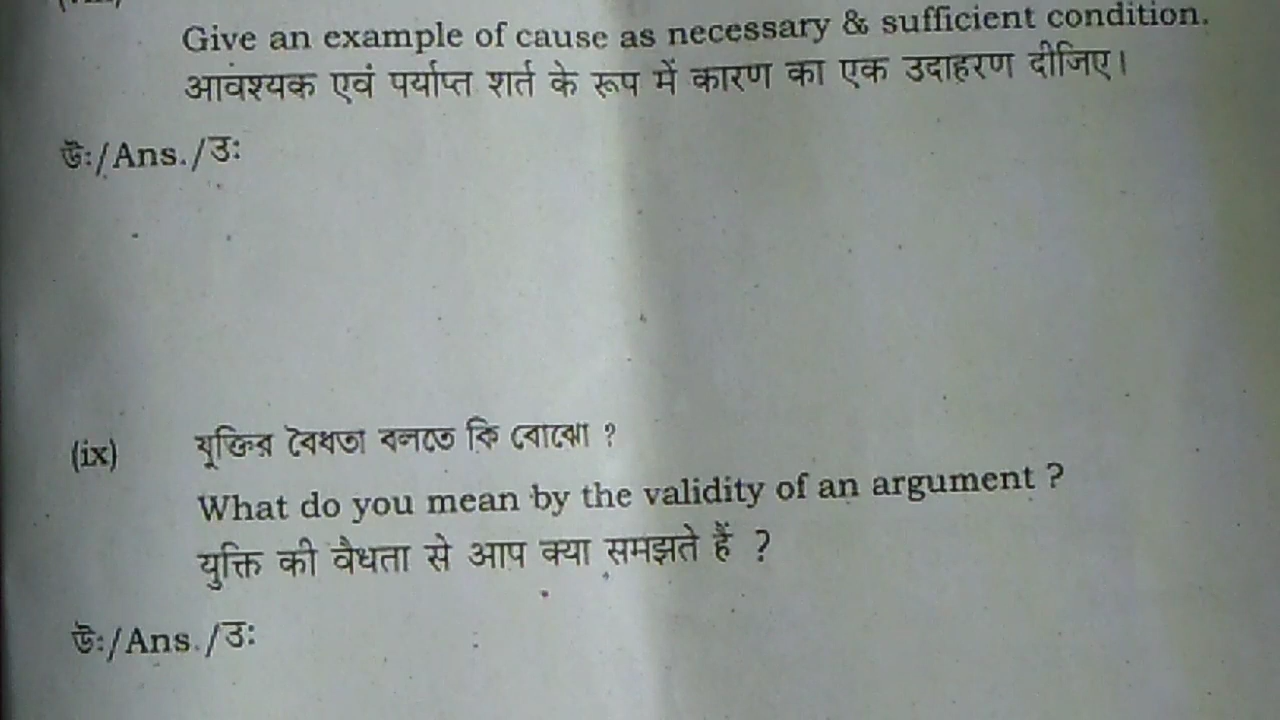 Give an example of cause as necessary & sufficient condition.
आवश्यक एवं पर्याप्त शर्त के रूप में कारण का एक उदाहरण दीजिए।
উঃ/Ans./उः
(ix) যুক্তির বৈধতা বলতে কি বোঝো ?
What do you mean by the validity of an argument ?
युक्ति की वैधता से आप क्या समझते हैं ?
উঃ/Ans./उः